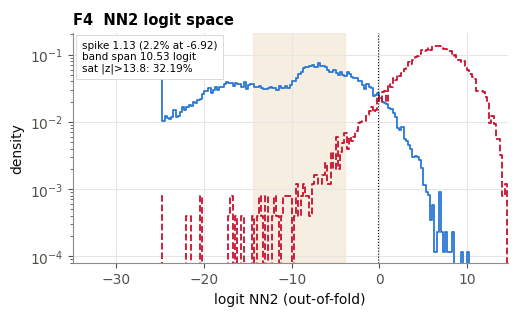 F4 NN2 logit space
spike 1.13 (2.2% at -6.92)
band span 10.53 logit
sat |z|>13.8: 32.19%
density
10⁻¹
10⁻²
10⁻³
10⁻⁴
−30
−20
−10
0
10
logit NN2 (out-of-fold)